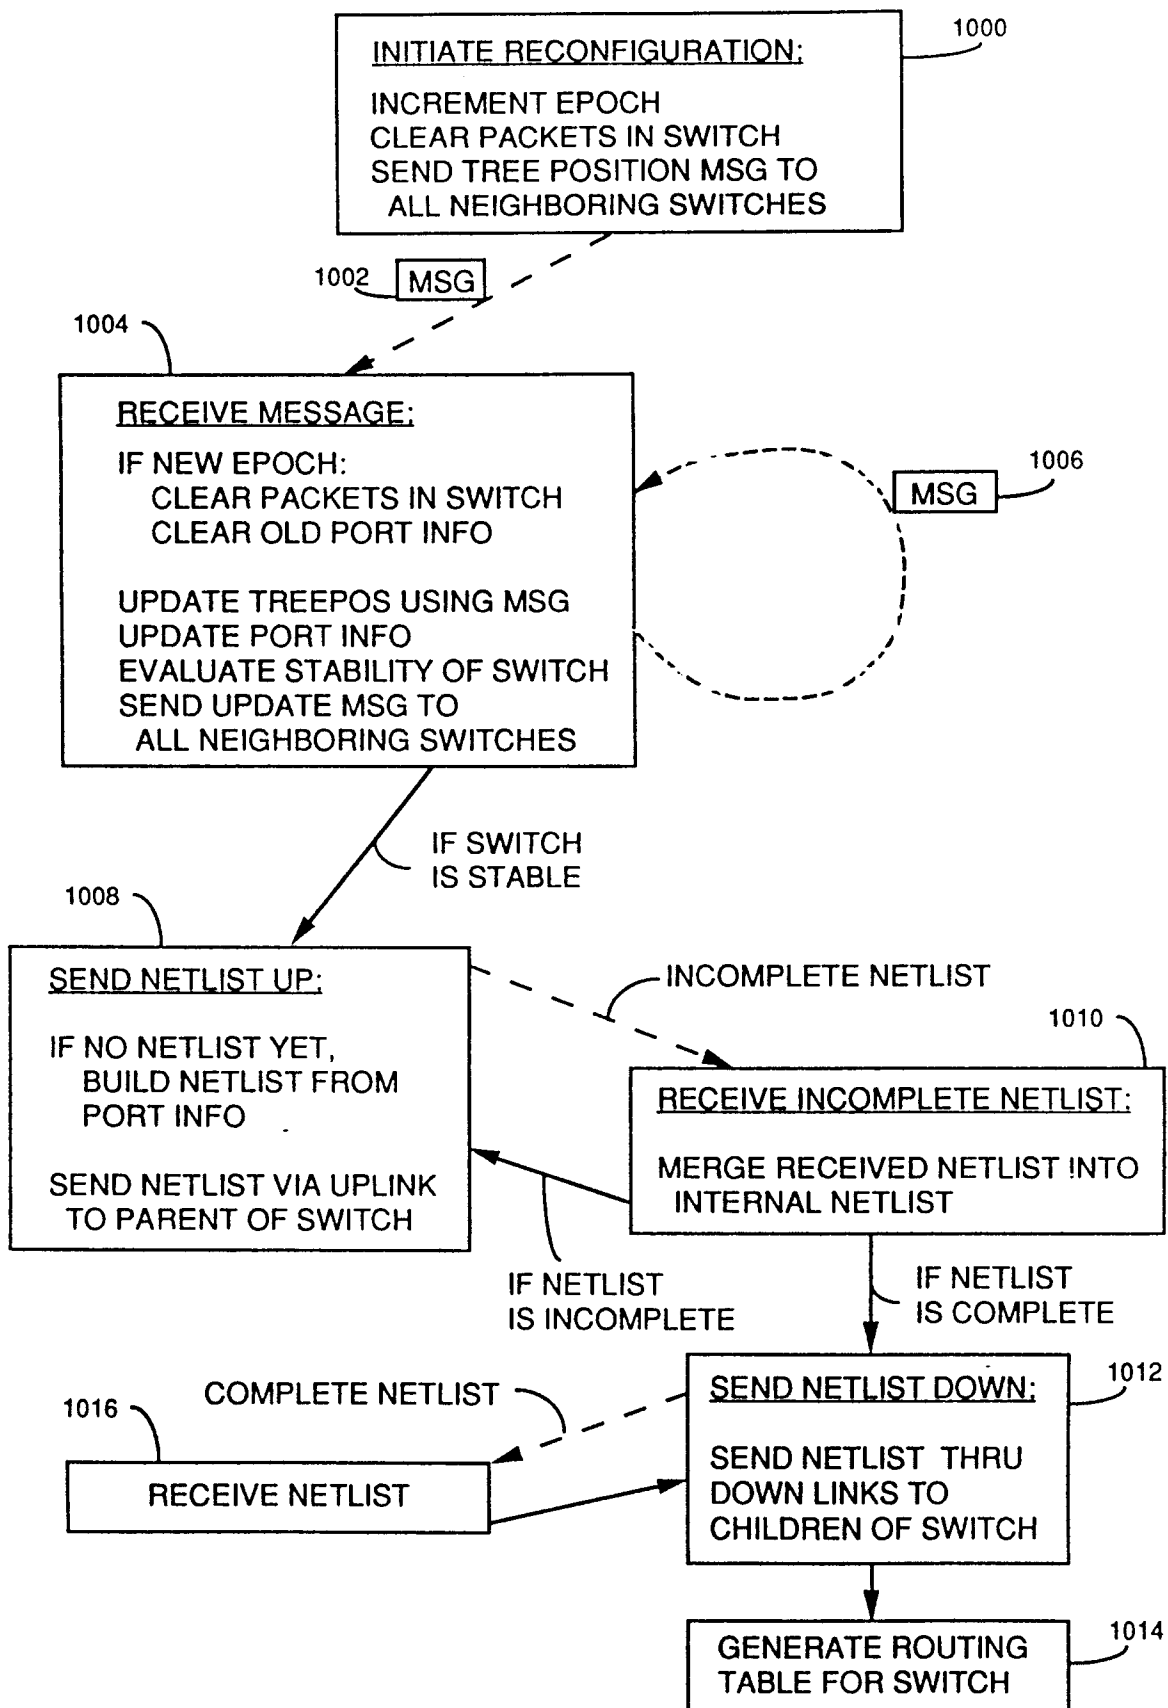 1000
INITIATE RECONFIGURATION:
INCREMENT EPOCH
CLEAR PACKETS IN SWITCH
SEND TREE POSITION MSG TO
ALL NEIGHBORING SWITCHES
1002
MSG
1004
RECEIVE MESSAGE:
IF NEW EPOCH:
CLEAR PACKETS IN SWITCH
CLEAR OLD PORT INFO
UPDATE TREEPOS USING MSG
UPDATE PORT INFO
EVALUATE STABILITY OF SWITCH
SEND UPDATE MSG TO
ALL NEIGHBORING SWITCHES
1006
MSG
IF SWITCH
IS STABLE
1008
SEND NETLIST UP:
IF NO NETLIST YET,
BUILD NETLIST FROM
PORT INFO
SEND NETLIST VIA UPLINK
TO PARENT OF SWITCH
INCOMPLETE NETLIST
1010
RECEIVE INCOMPLETE NETLIST:
MERGE RECEIVED NETLIST INTO
INTERNAL NETLIST
IF NETLIST
IS INCOMPLETE
IF NETLIST
IS COMPLETE
1012
SEND NETLIST DOWN:
SEND NETLIST THRU
DOWN LINKS TO
CHILDREN OF SWITCH
COMPLETE NETLIST
1016
RECEIVE NETLIST
1014
GENERATE ROUTING
TABLE FOR SWITCH